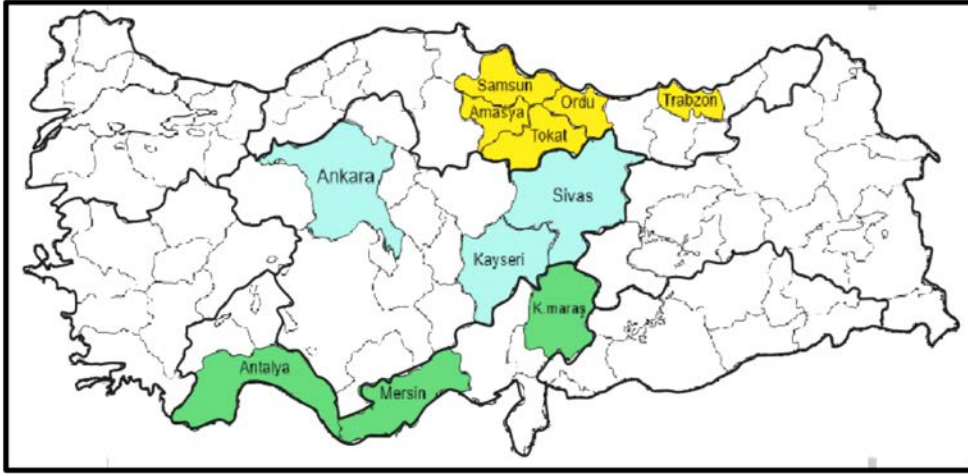 Samsun
Ordu
Trabzon
Amasya
Tokat
Ankara
Sivas
Kayseri
K.maraş
Antalya
Mersin